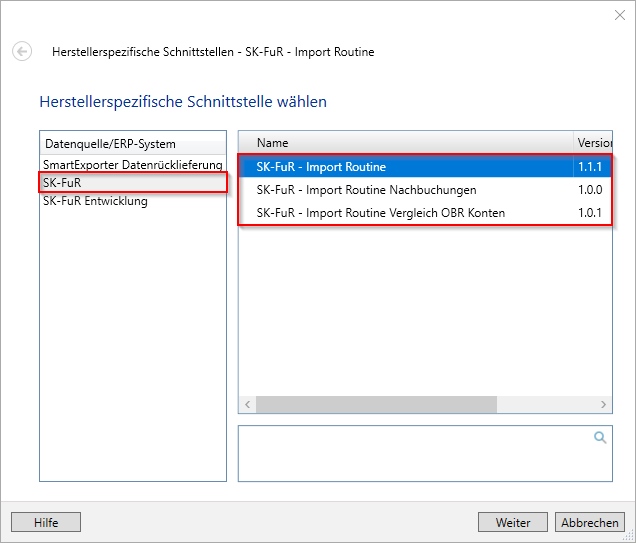 Herstellerspezifische Schnittstellen - SK-FuR - Import Routine
Herstellerspezifische Schnittstelle wählen
Datenquelle/ERP-System
SmartExporter Datenrücklieferung
SK-FuR
SK-FuR Entwicklung
Name Version
SK-FuR - Import Routine 1.1.1
SK-FuR - Import Routine Nachbuchungen 1.0.0
SK-FuR - Import Routine Vergleich OBR Konten 1.0.1
Hilfe Weiter Abbrechen